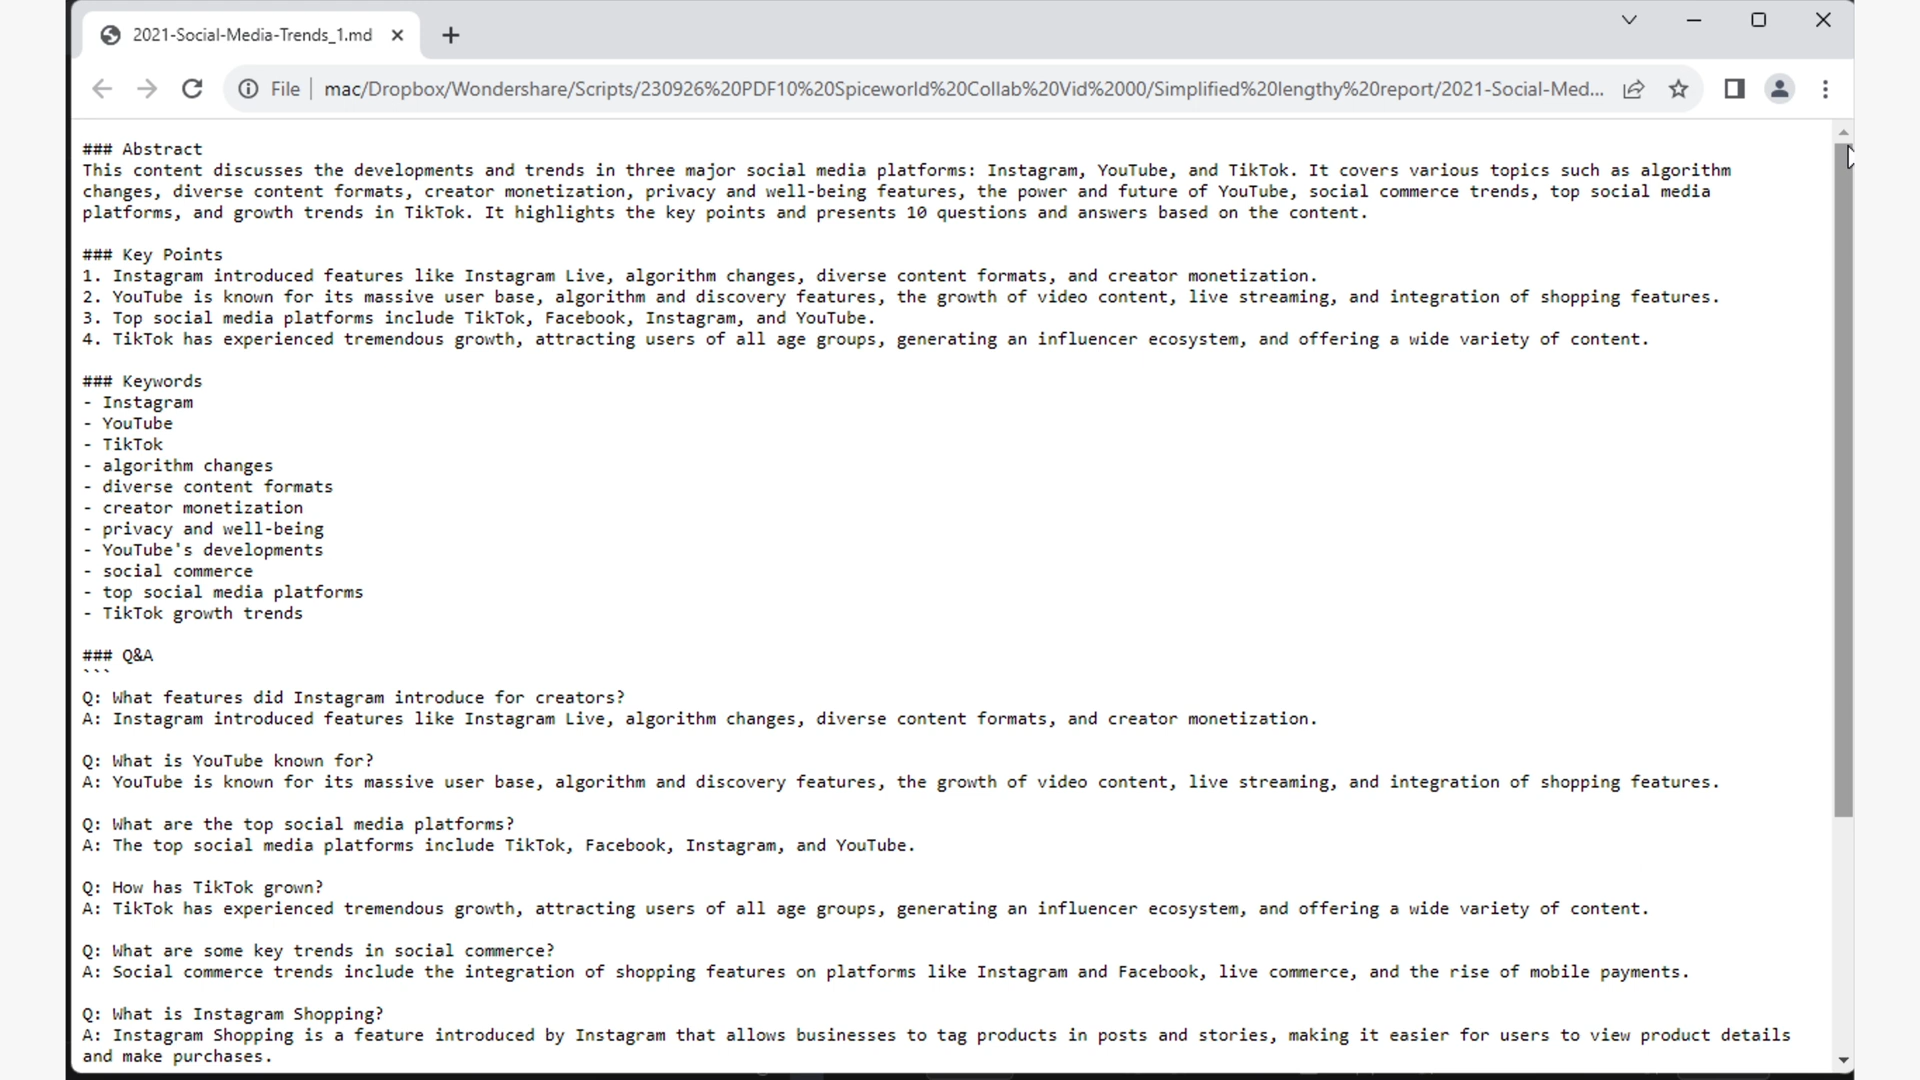 2021-Social-Media-Trends_1.md
File
mac/Dropbox/Wondershare/Scripts/230926%20PDF10%20Spiceworld%20Collab%20Vid%2000/Simplified%20lengthy%20report/2021-Social-Med...
### Abstract
This content discusses the developments and trends in three major social media platforms: Instagram, YouTube, and TikTok. It covers various topics such as algorithm
changes, diverse content formats, creator monetization, privacy and well-being features, the power and future of YouTube, social commerce trends, top social media
platforms, and growth trends in TikTok. It highlights the key points and presents 10 questions and answers based on the content.
### Key Points
1. Instagram introduced features like Instagram Live, algorithm changes, diverse content formats, and creator monetization.
2. YouTube is known for its massive user base, algorithm and discovery features, the growth of video content, live streaming, and integration of shopping features.
3. Top social media platforms include TikTok, Facebook, Instagram, and YouTube.
4. TikTok has experienced tremendous growth, attracting users of all age groups, generating an influencer ecosystem, and offering a wide variety of content.
### Keywords
- Instagram
- YouTube
- TikTok
- algorithm changes
- diverse content formats
- creator monetization
- privacy and well-being
- YouTube's developments
- social commerce
- top social media platforms
- TikTok growth trends
### Q&A
```
Q: What features did Instagram introduce for creators?
A: Instagram introduced features like Instagram Live, algorithm changes, diverse content formats, and creator monetization.
Q: What is YouTube known for?
A: YouTube is known for its massive user base, algorithm and discovery features, the growth of video content, live streaming, and integration of shopping features.
Q: What are the top social media platforms?
A: The top social media platforms include TikTok, Facebook, Instagram, and YouTube.
Q: How has TikTok grown?
A: TikTok has experienced tremendous growth, attracting users of all age groups, generating an influencer ecosystem, and offering a wide variety of content.
Q: What are some key trends in social commerce?
A: Social commerce trends include the integration of shopping features on platforms like Instagram and Facebook, live commerce, and the rise of mobile payments.
Q: What is Instagram Shopping?
A: Instagram Shopping is a feature introduced by Instagram that allows businesses to tag products in posts and stories, making it easier for users to view product details
and make purchases.